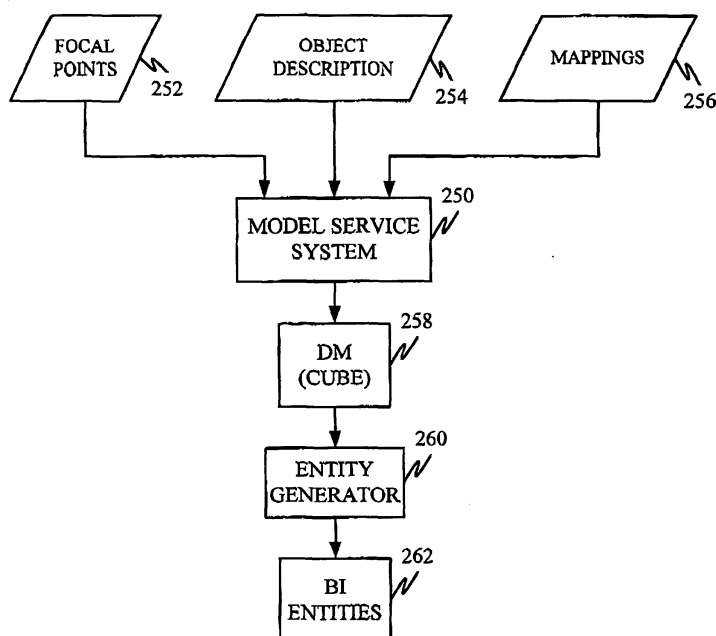 FOCAL
POINTS
252
OBJECT
DESCRIPTION
254
MAPPINGS
256
250
MODEL SERVICE
SYSTEM
258
DM
(CUBE)
260
ENTITY
GENERATOR
262
BI
ENTITIES